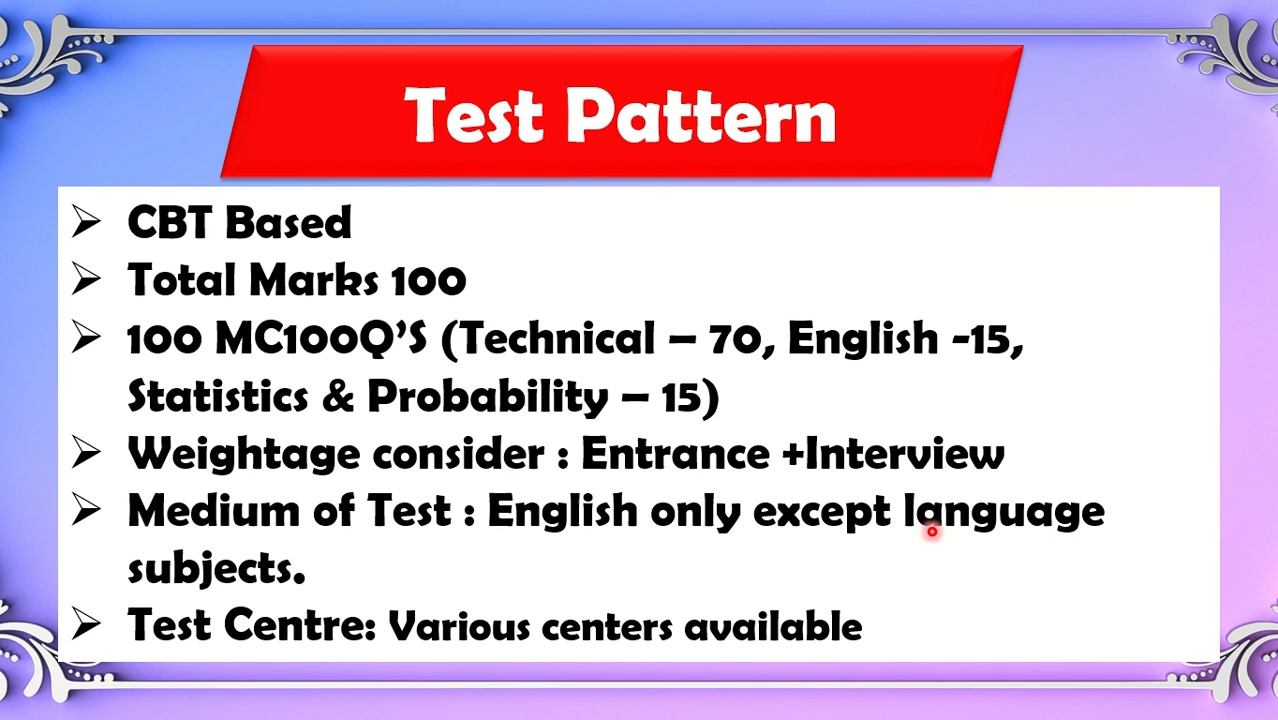 Test Pattern
CBT Based
Total Marks 100
100 MC100Q'S (Technical – 70, English -15,
Statistics & Probability – 15)
Weightage consider : Entrance +Interview
Medium of Test : English only except language
subjects.
Test Centre: Various centers available